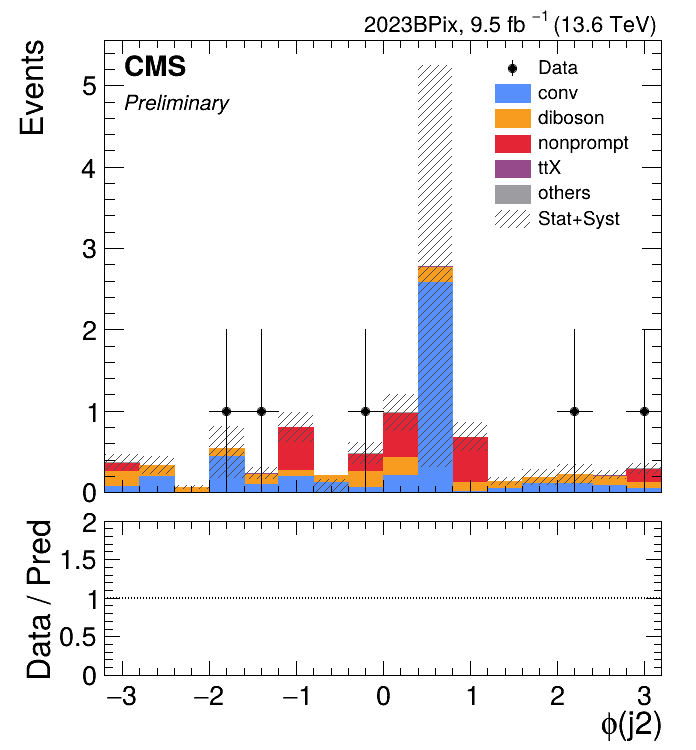 2023BPix, 9.5 fb⁻¹ (13.6 TeV)
Events
CMS
Preliminary
Data
conv
diboson
nonprompt
ttX
others
Stat+Syst
5
4
3
2
1
0
Data / Pred
2
1.5
1
0.5
0
−3 −2 −1 0 1 2 3
ϕ(j2)